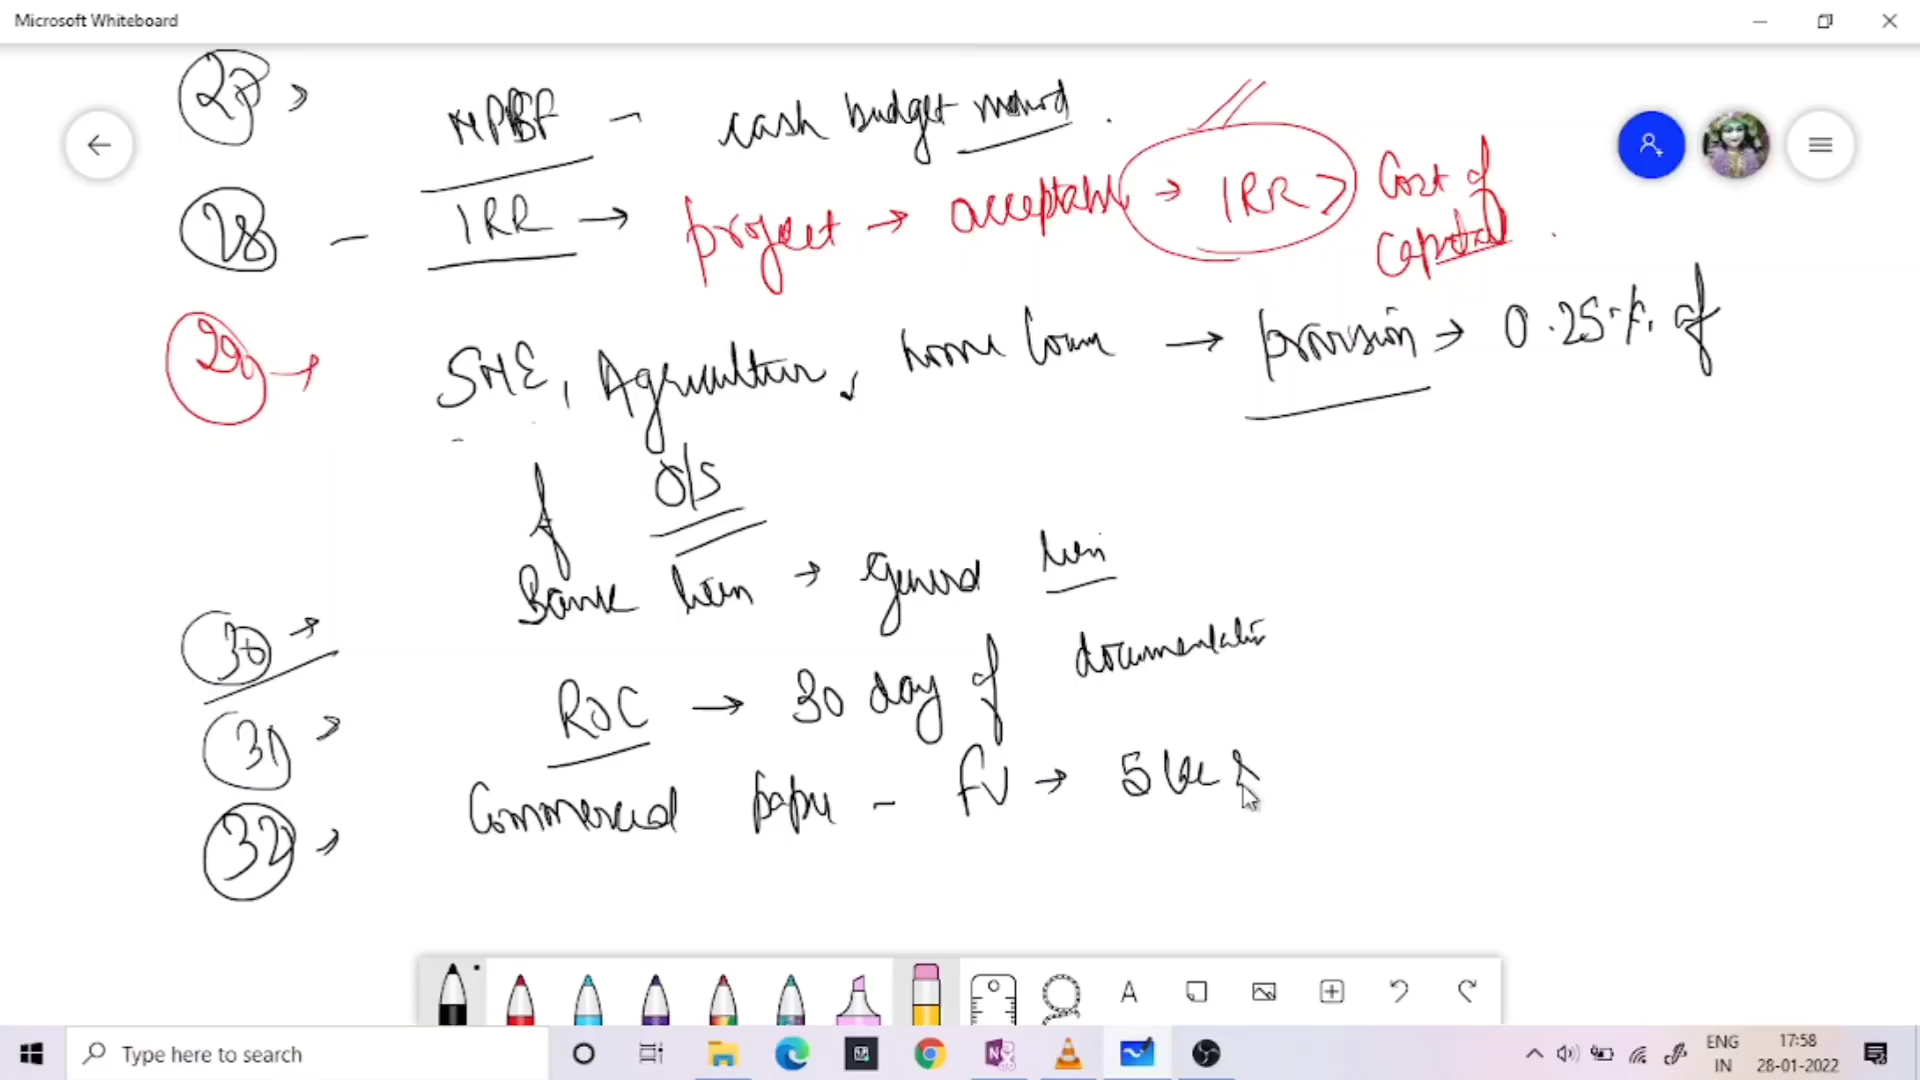 Microsoft Whiteboard
27 → MPBF – cash budget method.
28 – IRR → project → acceptable → IRR > Cost of capital.
29 → SME, Agriculture, home loan → provision → 0.25% of
of O/S
30 → Bank lien → general lien
31 → ROC → 30 day of documentation
32 → Commercial paper – FV → 5 lac &
A
Type here to search
ENG
IN
17:58
28-01-2022